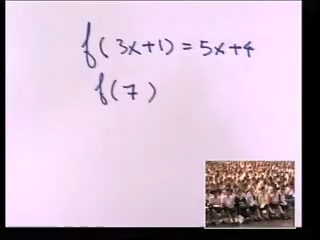 f(3x+1) = 5x+4
f(7)